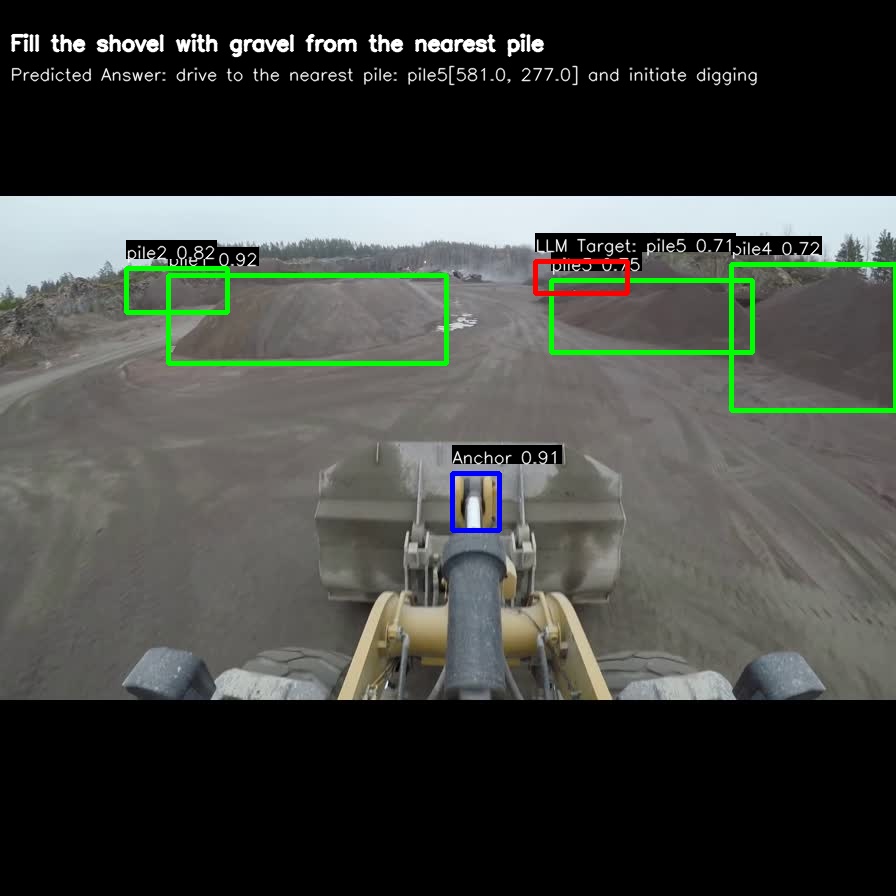 Fill the shovel with gravel from the nearest pile
Predicted Answer: drive to the nearest pile: pile5[581.0, 277.0] and initiate digging
LLM Target: pile5 0.71
pile4 0.72
pile2 0.82
pile1 0.92
pile3 0.75
Anchor 0.91